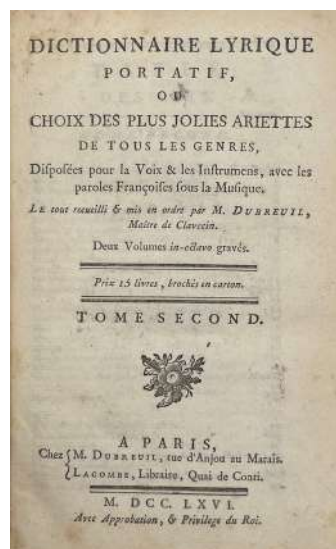 DICTIONNAIRE LYRIQUE
PORTATIF,
OU
CHOIX DES PLUS JOLIES ARIETTES
DE TOUS LES GENRES,
Disposées pour la Voix & les Instrumens, avec les
paroles Françoises sous la Musique.
LE tout recueilli & mis en ordre par M. DUBREUIL,
Maître de Clavecin.
Deux Volumes in-octavo gravés.
Prix 15 livres, brochés en carton.
TOME SECOND.
A PARIS,
Chez { M. DUBREUIL, rue d'Anjou au Marais.
LACOMBE, Libraire, Quai de Conti.
M. DCC. LXVI.
Avec Approbation, & Privilege du Roi.